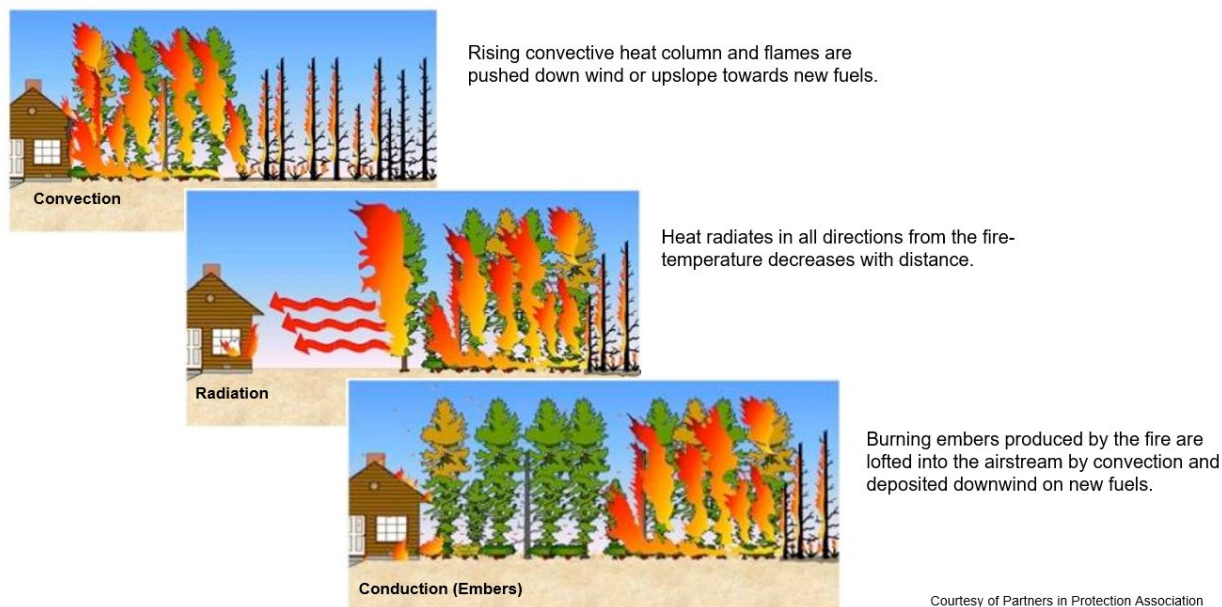 Rising convective heat column and flames are
pushed down wind or upslope towards new fuels.
Convection
Heat radiates in all directions from the fire-
temperature decreases with distance.
Radiation
Burning embers produced by the fire are
lofted into the airstream by convection and
deposited downwind on new fuels.
Conduction (Embers)
Courtesy of Partners in Protection Association